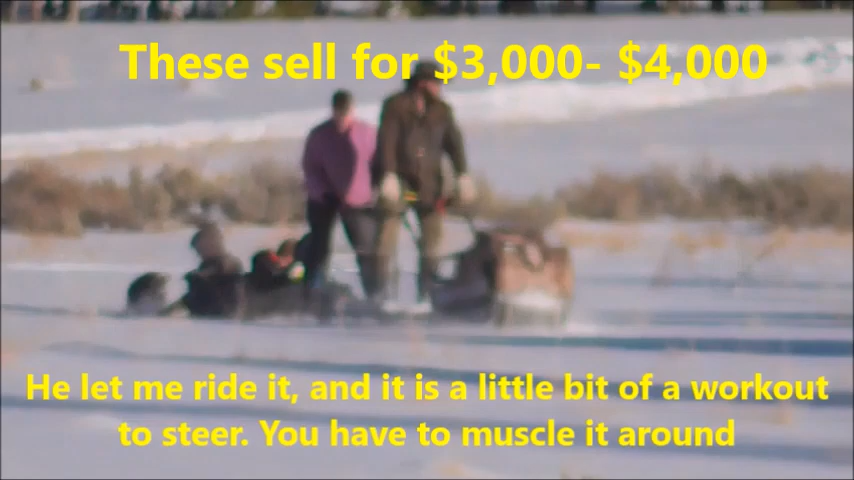 These sell for $3,000- $4,000
He let me ride it, and it is a little bit of a workout
to steer. You have to muscle it around